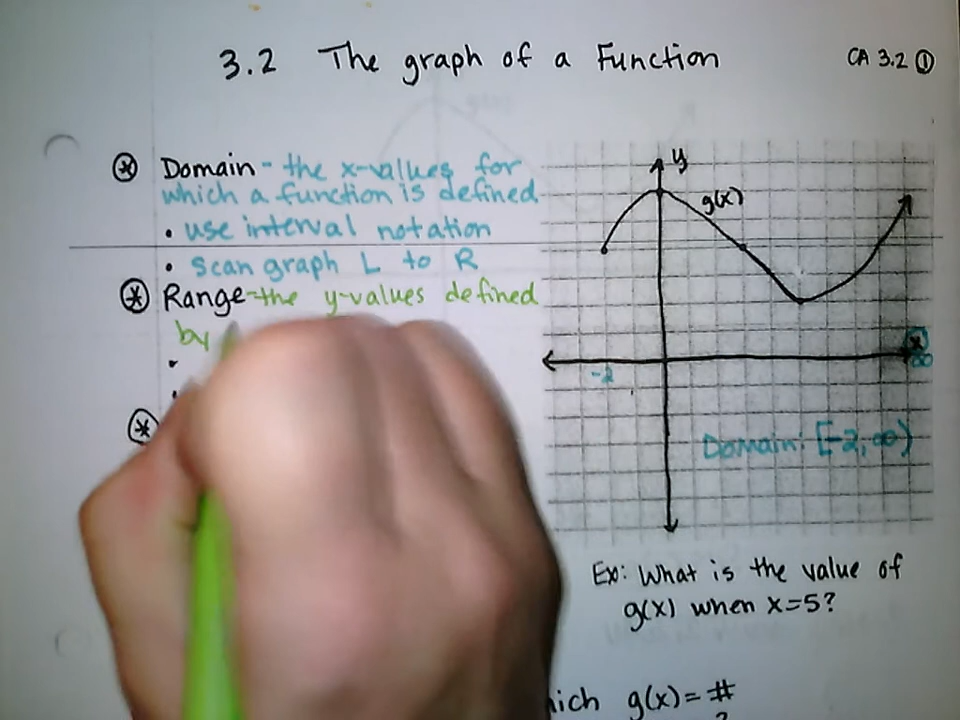 3.2 The graph of a Function
CA 3.2 ①
⊛ Domain - the x-values for
which a function is defined
• use interval notation
• scan graph L to R
⊛ Range - the y-values defined
by
⊛
y
g(x)
x
∞
-2
Domain: [-2, ∞)
Ex: What is the value of
g(x) when x=5?
g(x) = #
?